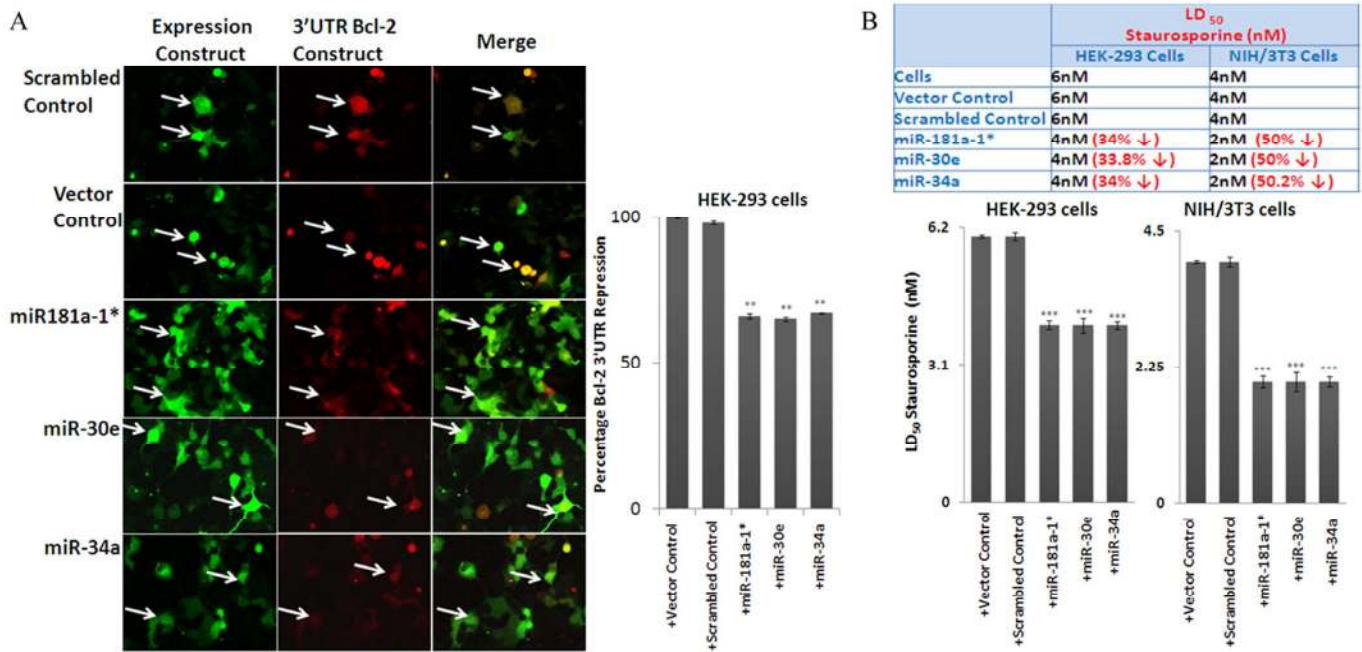 A
Expression Construct
3'UTR Bcl-2 Construct
Merge
Scrambled Control
Vector Control
miR181a-1*
miR-30e
miR-34a
HEK-293 cells
Percentage Bcl-2 3'UTR Repression
100
50
0
** ** **
+Vector Control
+Scrambled Control
+miR-181a-1*
+miR-30e
+miR-34a
B
LD 50
Staurosporine (nM)
HEK-293 Cells NIH/3T3 Cells
Cells 6nM 4nM
Vector Control 6nM 4nM
Scrambled Control 6nM 4nM
miR-181a-1* 4nM (34% ↓) 2nM (50% ↓)
miR-30e 4nM (33.8% ↓) 2nM (50% ↓)
miR-34a 4nM (34% ↓) 2nM (50.2% ↓)
HEK-293 cells
LD50 Staurosporine (nM)
6.2
3.1
0
*** *** ***
+Vector Control
+Scrambled Control
+miR-181a-1*
+miR-30e
+miR-34a
NIH/3T3 cells
4.5
2.25
0
*** *** ***
+Vector Control
+Scrambled Control
+miR-181a-1*
+miR-30e
+miR-34a